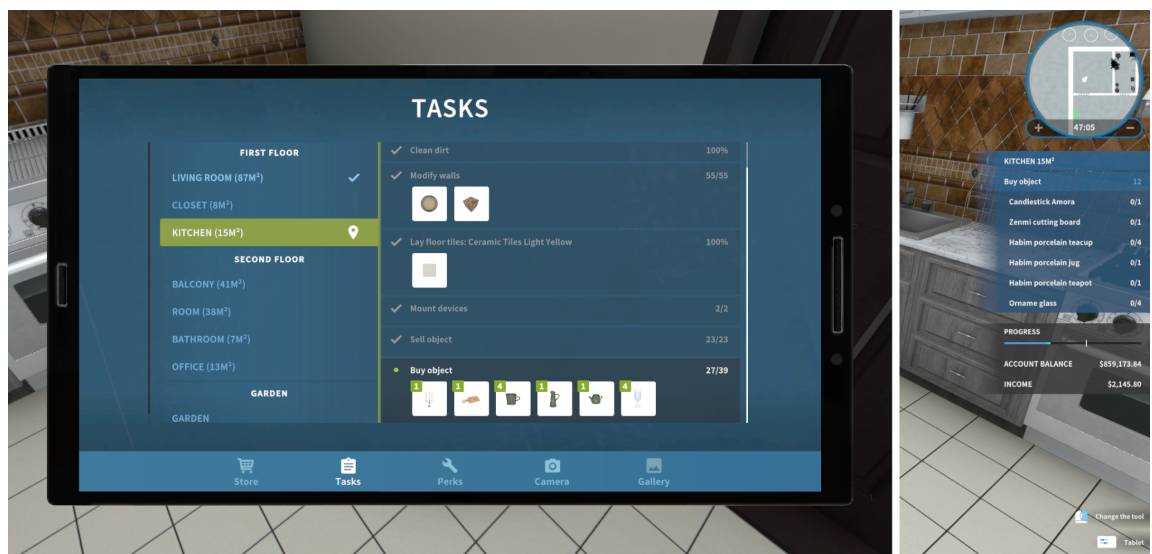 TASKS
FIRST FLOOR
LIVING ROOM (87M²)
CLOSET (8M²)
KITCHEN (15M²)
SECOND FLOOR
BALCONY (41M²)
ROOM (38M²)
BATHROOM (7M²)
OFFICE (13M²)
GARDEN
GARDEN
Clean dirt 100%
Modify walls 55/55
Lay floor tiles: Ceramic Tiles Light Yellow 100%
Mount devices 2/2
Sell object 23/23
Buy object 27/39
1 1 4 1 1 4
Store Tasks Perks Camera Gallery
+ 47:05 −
KITCHEN 15M²
Buy object 12
Candlestick Amora 0/1
Zenmi cutting board 0/1
Habim porcelain teacup 0/4
Habim porcelain jug 0/1
Habim porcelain teapot 0/1
Orname glass 0/4
PROGRESS
ACCOUNT BALANCE $859,173.84
INCOME $2,145.80
Change the tool
Tablet